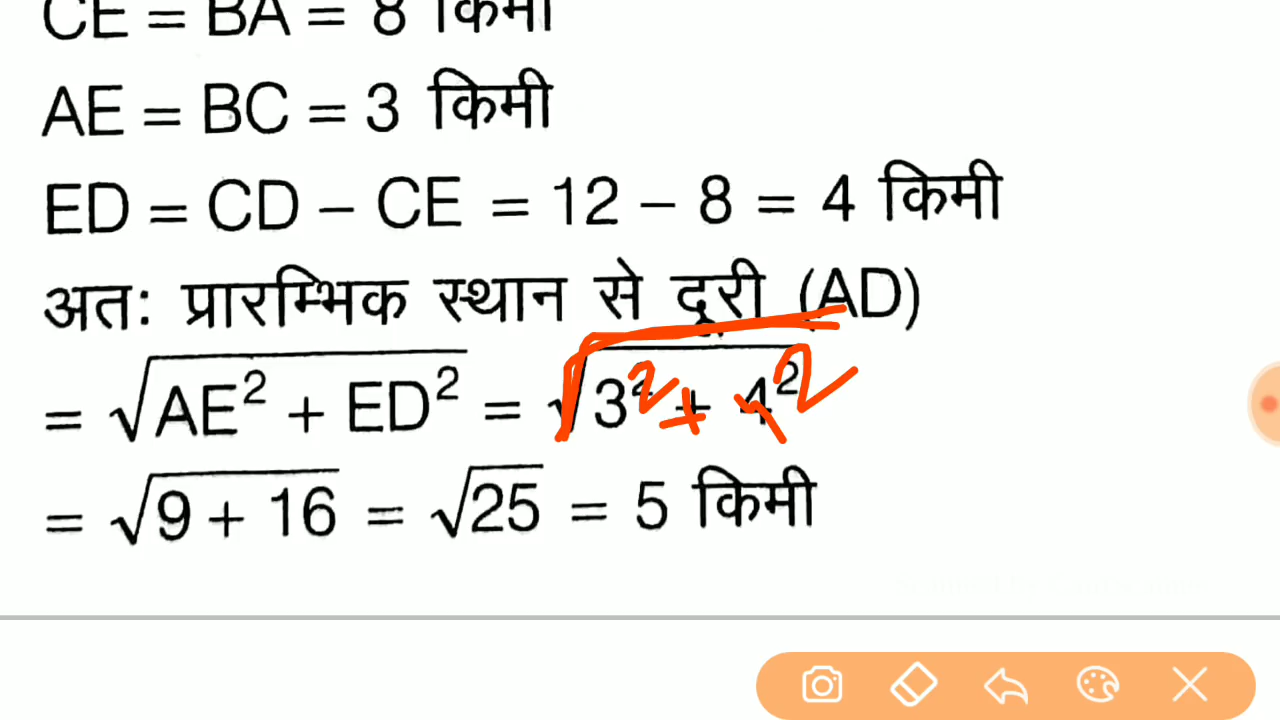 CE = BA = 8 किमी
AE = BC = 3 किमी
ED = CD – CE = 12 – 8 = 4 किमी
अतः प्रारम्भिक स्थान से दूरी (AD)
= √AE² + ED² = √3² + 4²
= √9 + 16 = √25 = 5 किमी